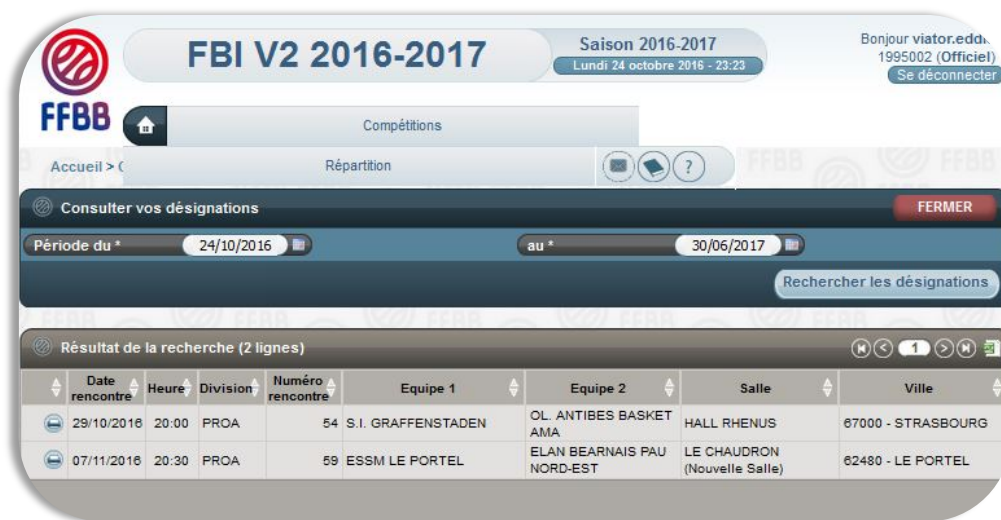 FBI V2 2016-2017
Saison 2016-2017
Lundi 24 octobre 2016 - 23:23
Bonjour viator.eddi
1995002 (Officiel)
Se déconnecter
FFBB
Compétitions
Accueil >
Répartition
?
Consulter vos désignations
FERMER
Période du * 24/10/2016 au * 30/06/2017
Rechercher les désignations
Résultat de la recherche (2 lignes)
1
Date rencontre Heure Division Numéro rencontre Equipe 1 Equipe 2 Salle Ville
29/10/2016 20:00 PROA 54 S.I. GRAFFENSTADEN OL. ANTIBES BASKET AMA HALL RHENUS 67000 - STRASBOURG
07/11/2016 20:30 PROA 59 ESSM LE PORTEL ELAN BEARNAIS PAU NORD-EST LE CHAUDRON (Nouvelle Salle) 62480 - LE PORTEL